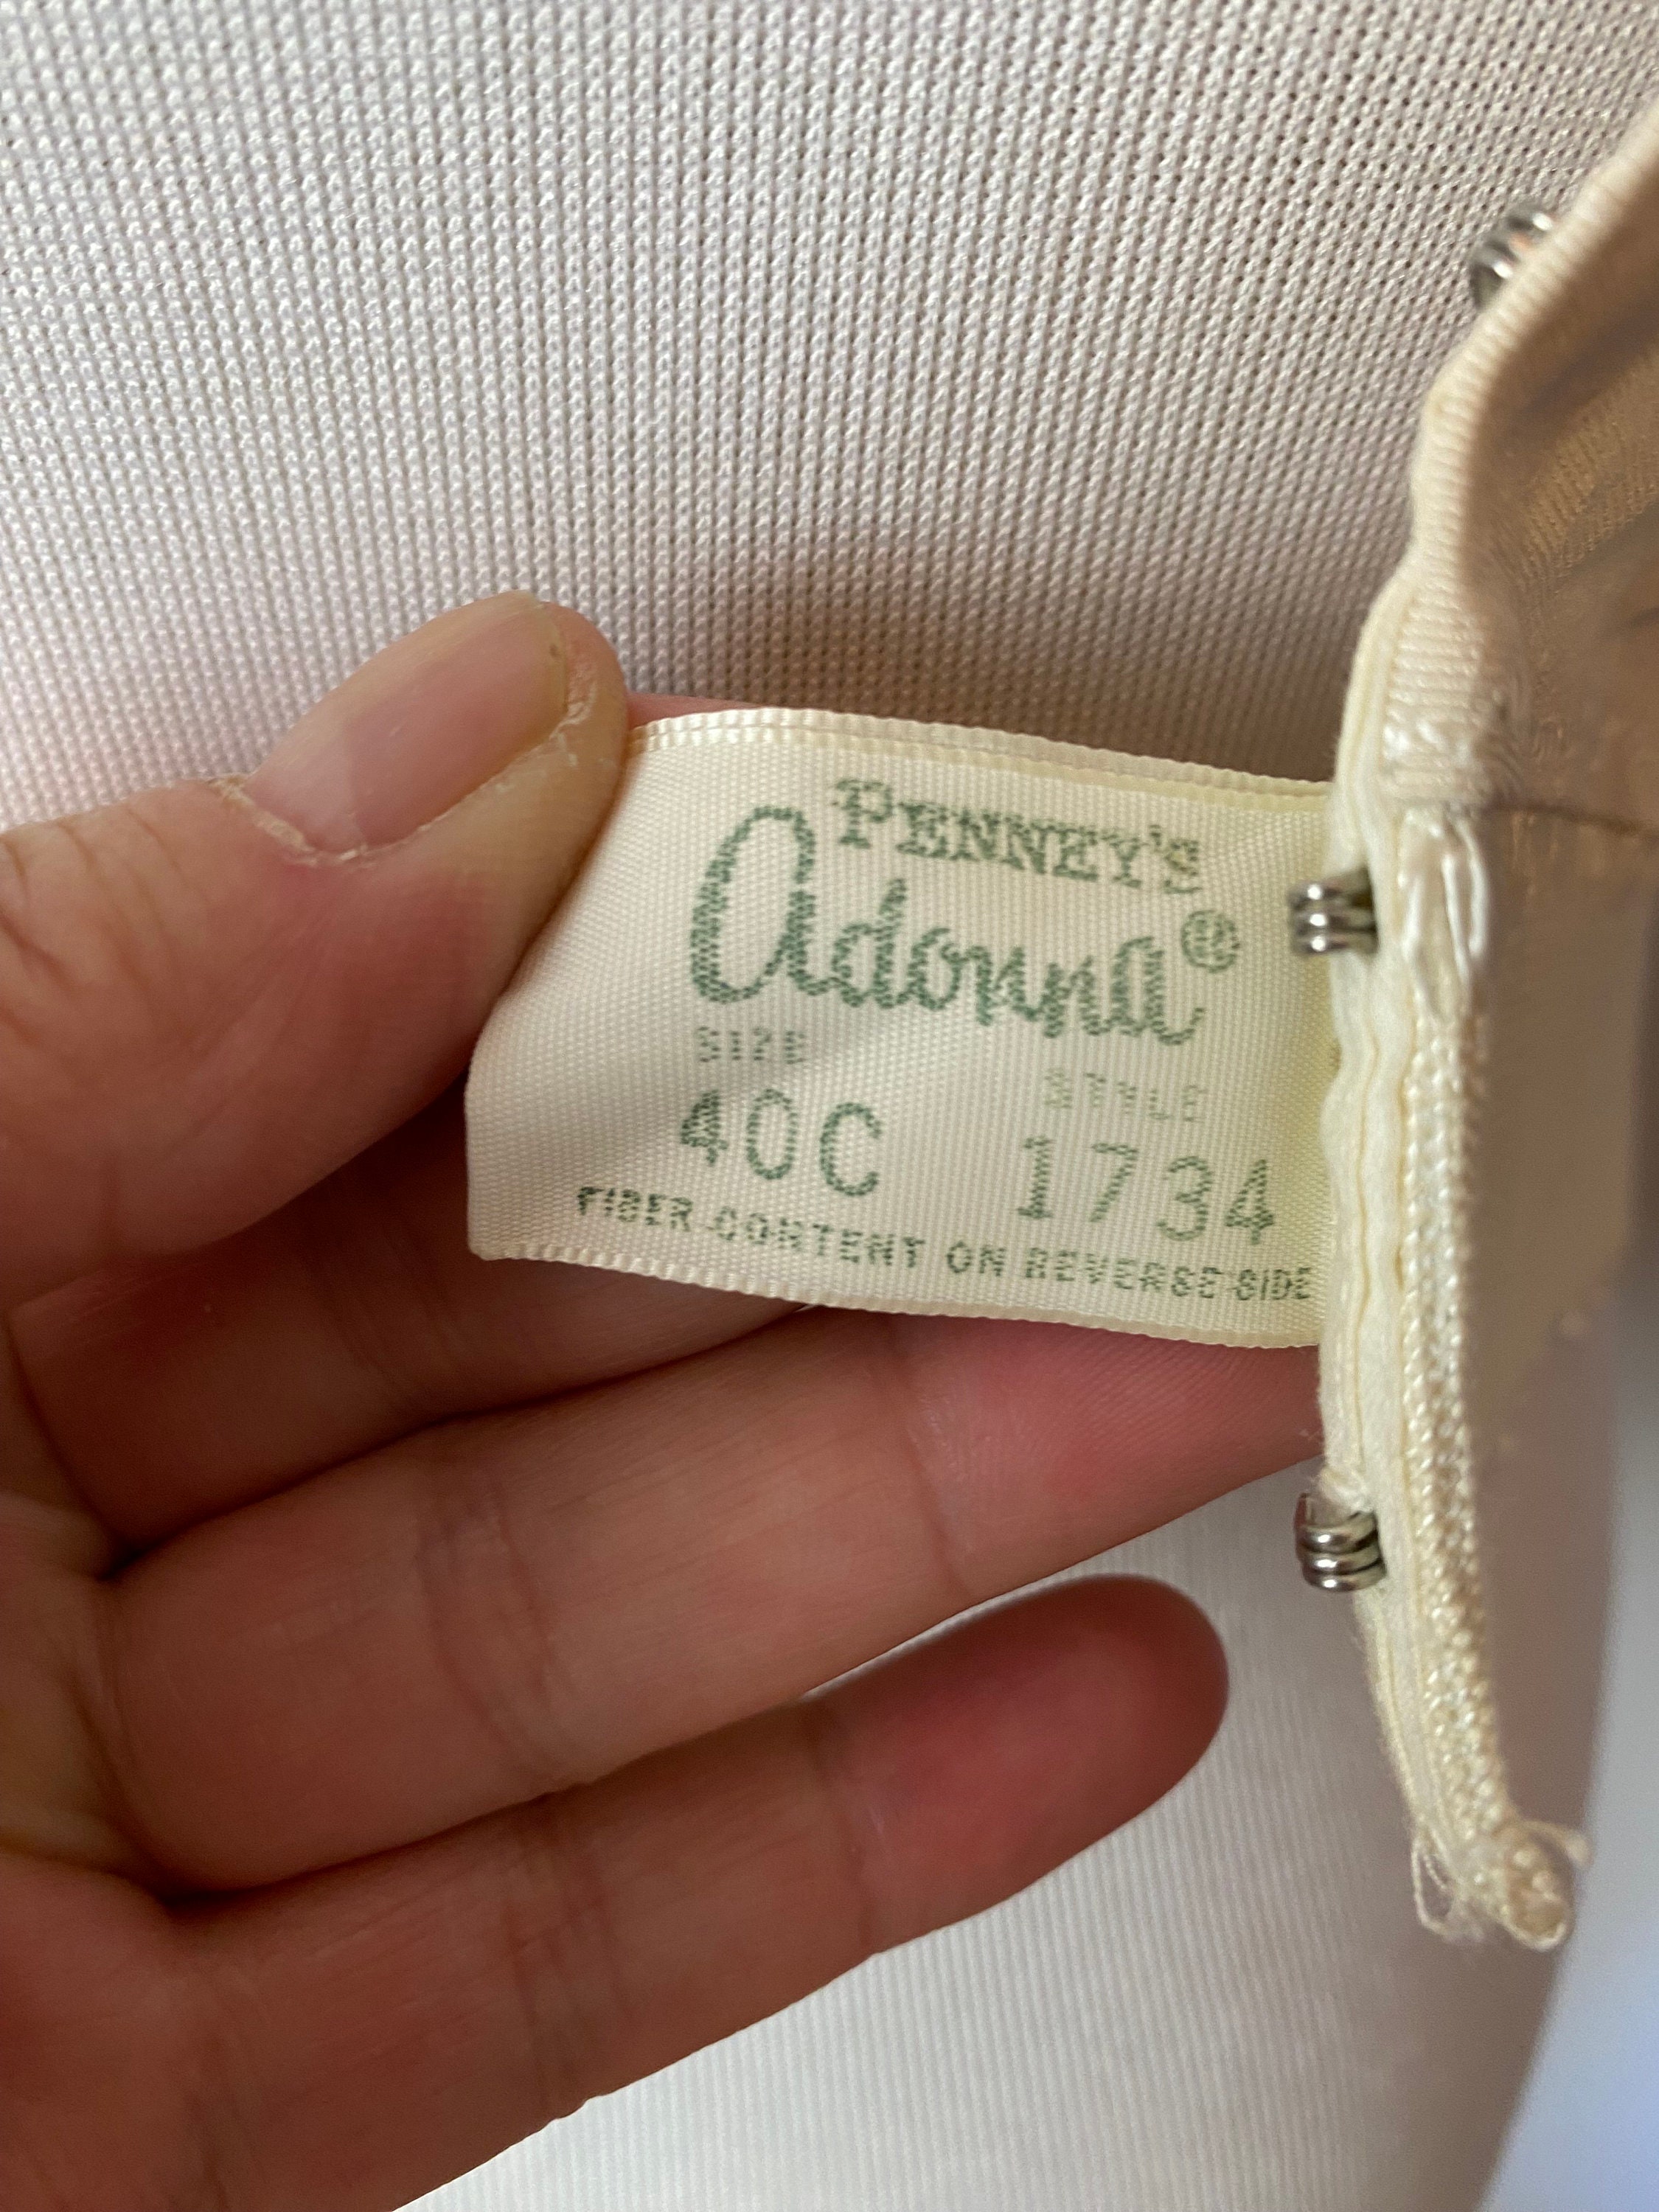 PENNEY'S
Adonna®
SIZE STYLE
40C 1734
FIBER CONTENT ON REVERSE SIDE